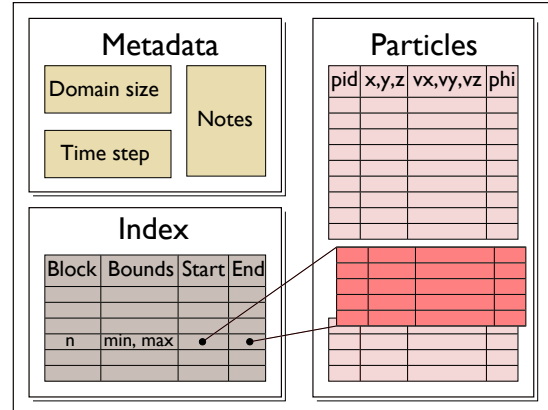 Metadata
Domain size
Time step
Notes
Index
Block Bounds Start End
n min, max
Particles
pid x,y,z vx,vy,vz phi